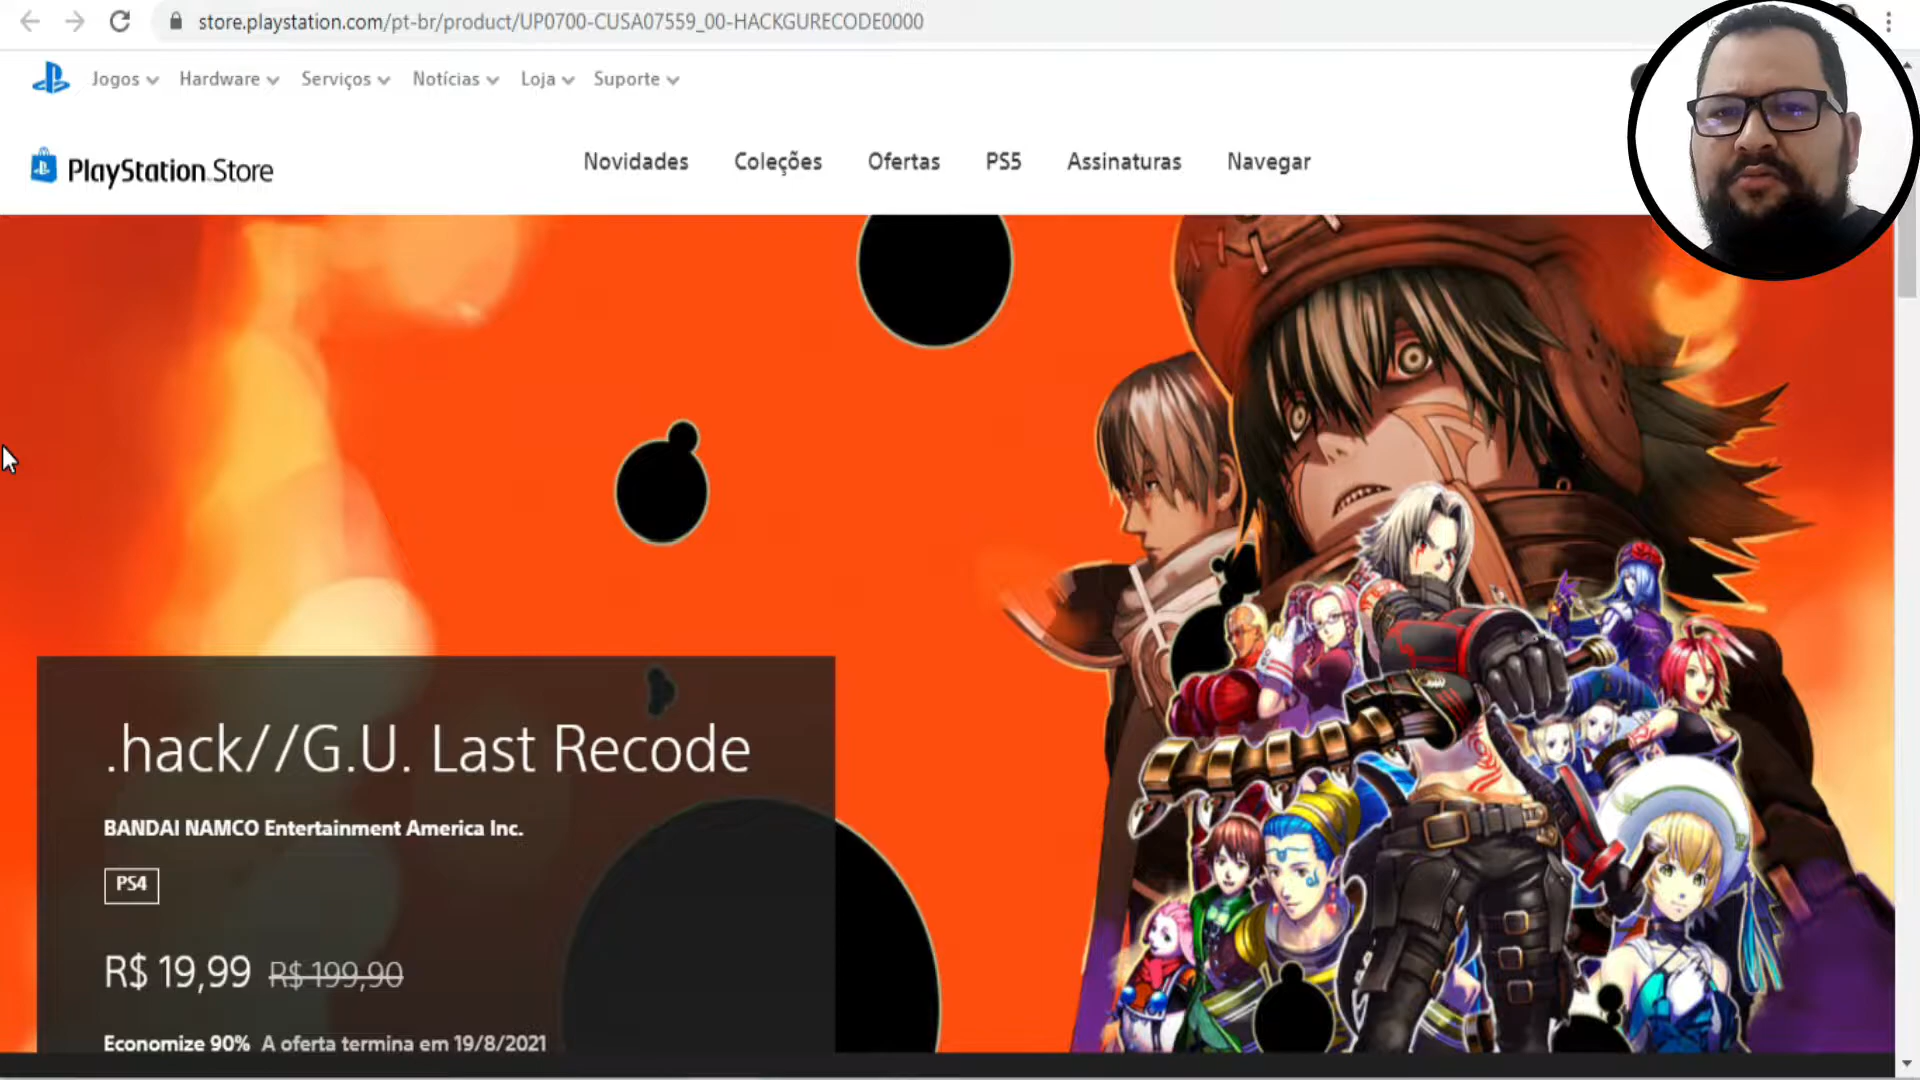 store.playstation.com/pt-br/product/UP0700-CUSA07559_00-HACKGURECODE0000
Jogos Hardware Serviços Notícias Loja Suporte
PlayStation Store
Novidades Coleções Ofertas PS5 Assinaturas Navegar
.hack//G.U. Last Recode
BANDAI NAMCO Entertainment America Inc.
PS4
R$ 19,99 R$ 199,90
Economize 90% A oferta termina em 19/8/2021